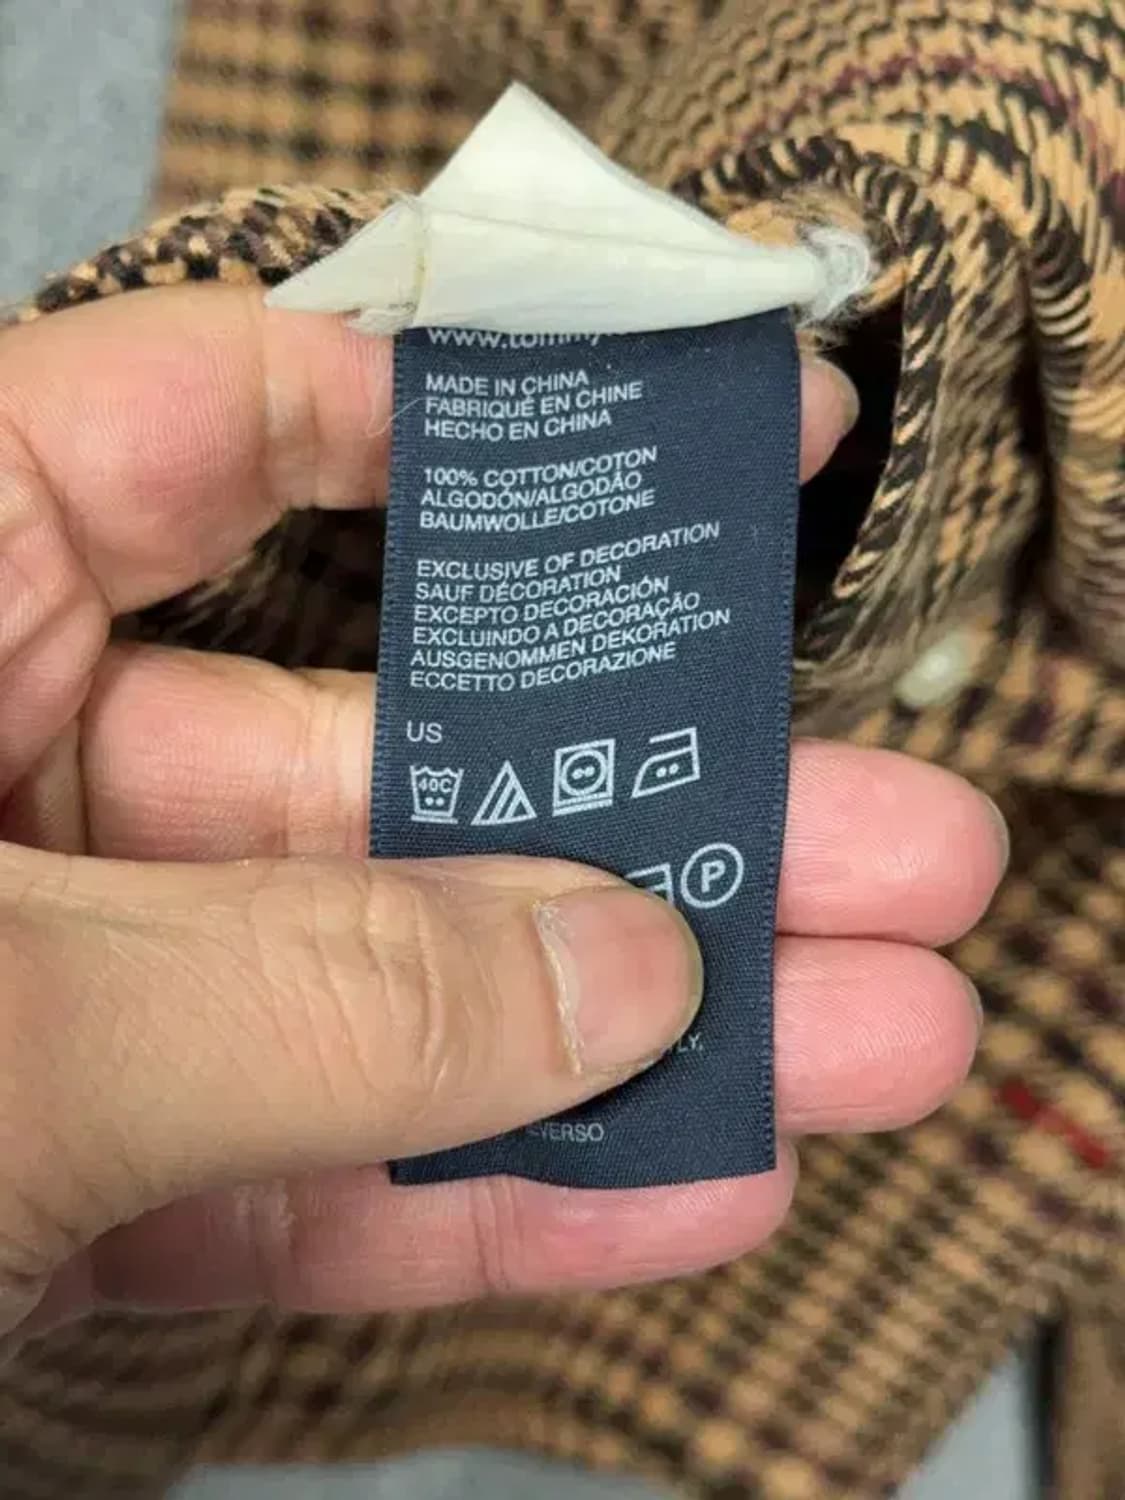 MADE IN CHINA
FABRIQUÉ EN CHINE
HECHO EN CHINA
100% COTTON/COTON
ALGODÓN/ALGODÃO
BAUMWOLLE/COTONE
EXCLUSIVE OF DECORATION
SAUF DÉCORATION
EXCEPTO DECORACIÓN
EXCLUINDO A DECORAÇÃO
AUSGENOMMEN DEKORATION
ECCETTO DECORAZIONE
US
40C
P